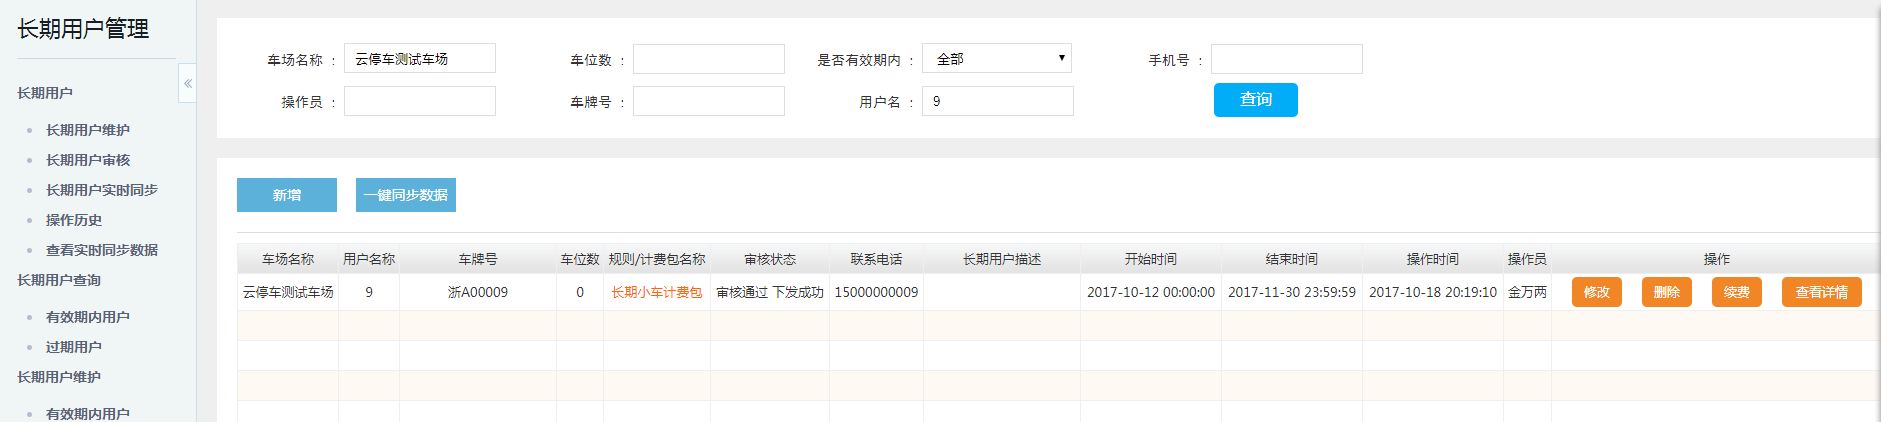 长期用户管理
长期用户
长期用户维护
长期用户审核
长期用户实时同步
操作历史
查看实时同步数据
长期用户查询
有效期内用户
过期用户
长期用户维护
有效期内用户
车场名称 : 云停车测试车场 车位数 : 是否有效期内 : 全部 手机号 :
操作员 : 车牌号 : 用户名 : 9 查询
新增 一键同步数据
车场名称 用户名称 车牌号 车位数 规则/计费包名称 审核状态 联系电话 长期用户描述 开始时间 结束时间 操作时间 操作员 操作
云停车测试车场 9 浙A00009 0 长期小车计费包 审核通过 下发成功 15000000009 2017-10-12 00:00:00 2017-11-30 23:59:59 2017-10-18 20:19:10 金万两 修改 删除 续费 查看详情